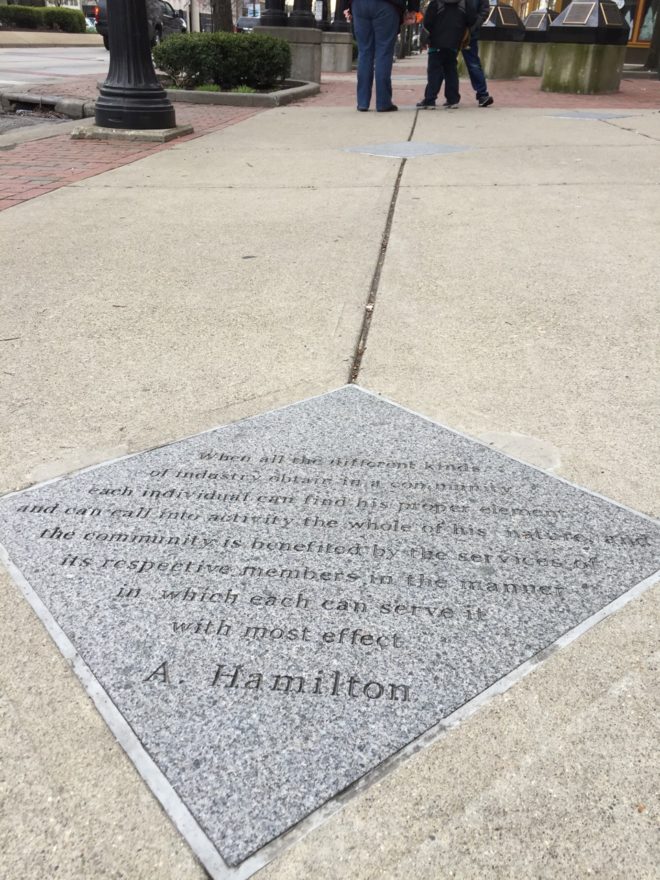 When all the different kinds
of industry obtain in a community
each individual can find his proper element
and can call into activity the whole of his nature, and
the community is benefited by the services of
its respective members in the manner
in which each can serve it
with most effect
A. Hamilton